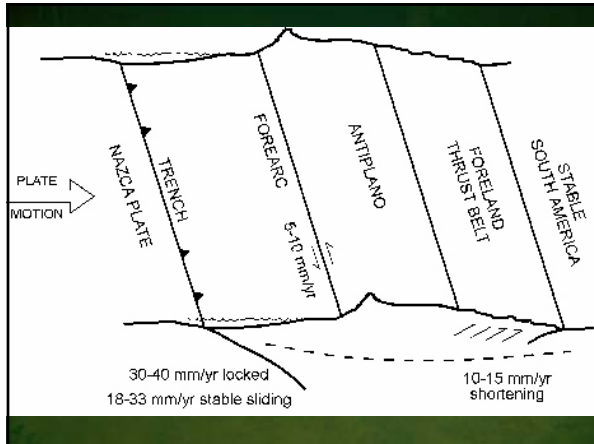 PLATE
MOTION
NAZCA PLATE
TRENCH
FOREARC
5-10 mm/yr
ANTIPLANO
FORELAND
THRUST BELT
STABLE
SOUTH AMERICA
30-40 mm/yr locked
18-33 mm/yr stable sliding
10-15 mm/yr
shortening